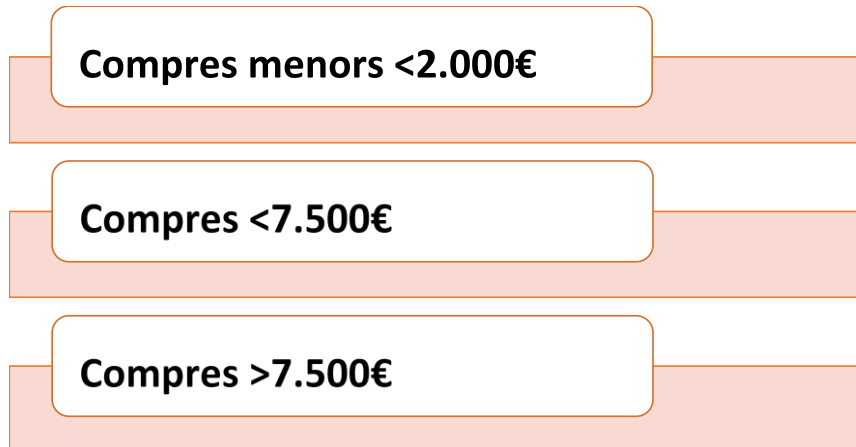 Compres menors <2.000€
Compres <7.500€
Compres >7.500€